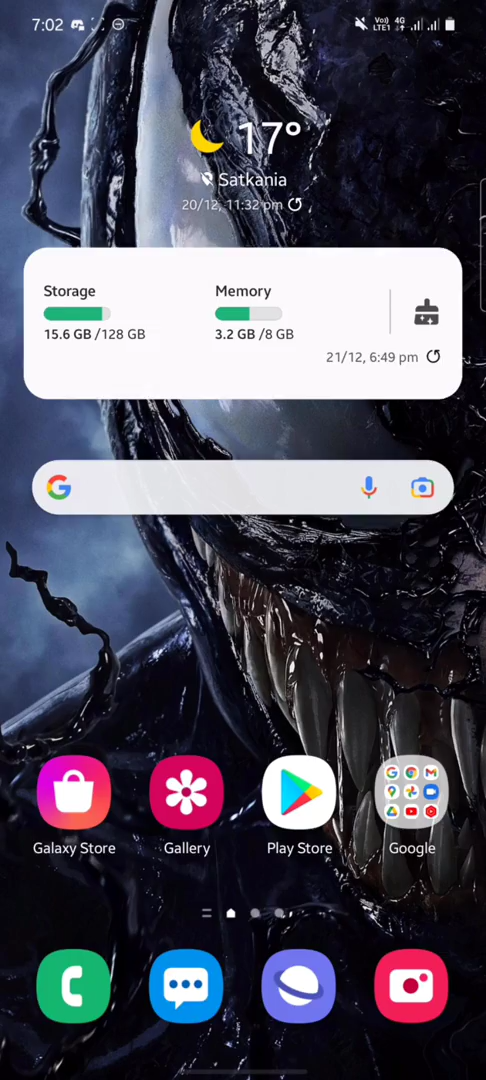 7:02
Vo)) 4G
LTE1
17°
Satkania
20/12, 11:32 pm
Storage
Memory
15.6 GB /128 GB
3.2 GB /8 GB
21/12, 6:49 pm
Galaxy Store
Gallery
Play Store
Google